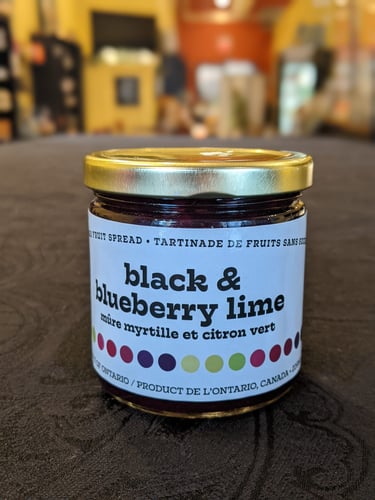 FRUIT SPREAD • TARTINADE DE FRUITS SANS
black &
blueberry lime
mûre myrtille et citron vert
OF ONTARIO / PRODUCT DE L'ONTARIO, CANADA •